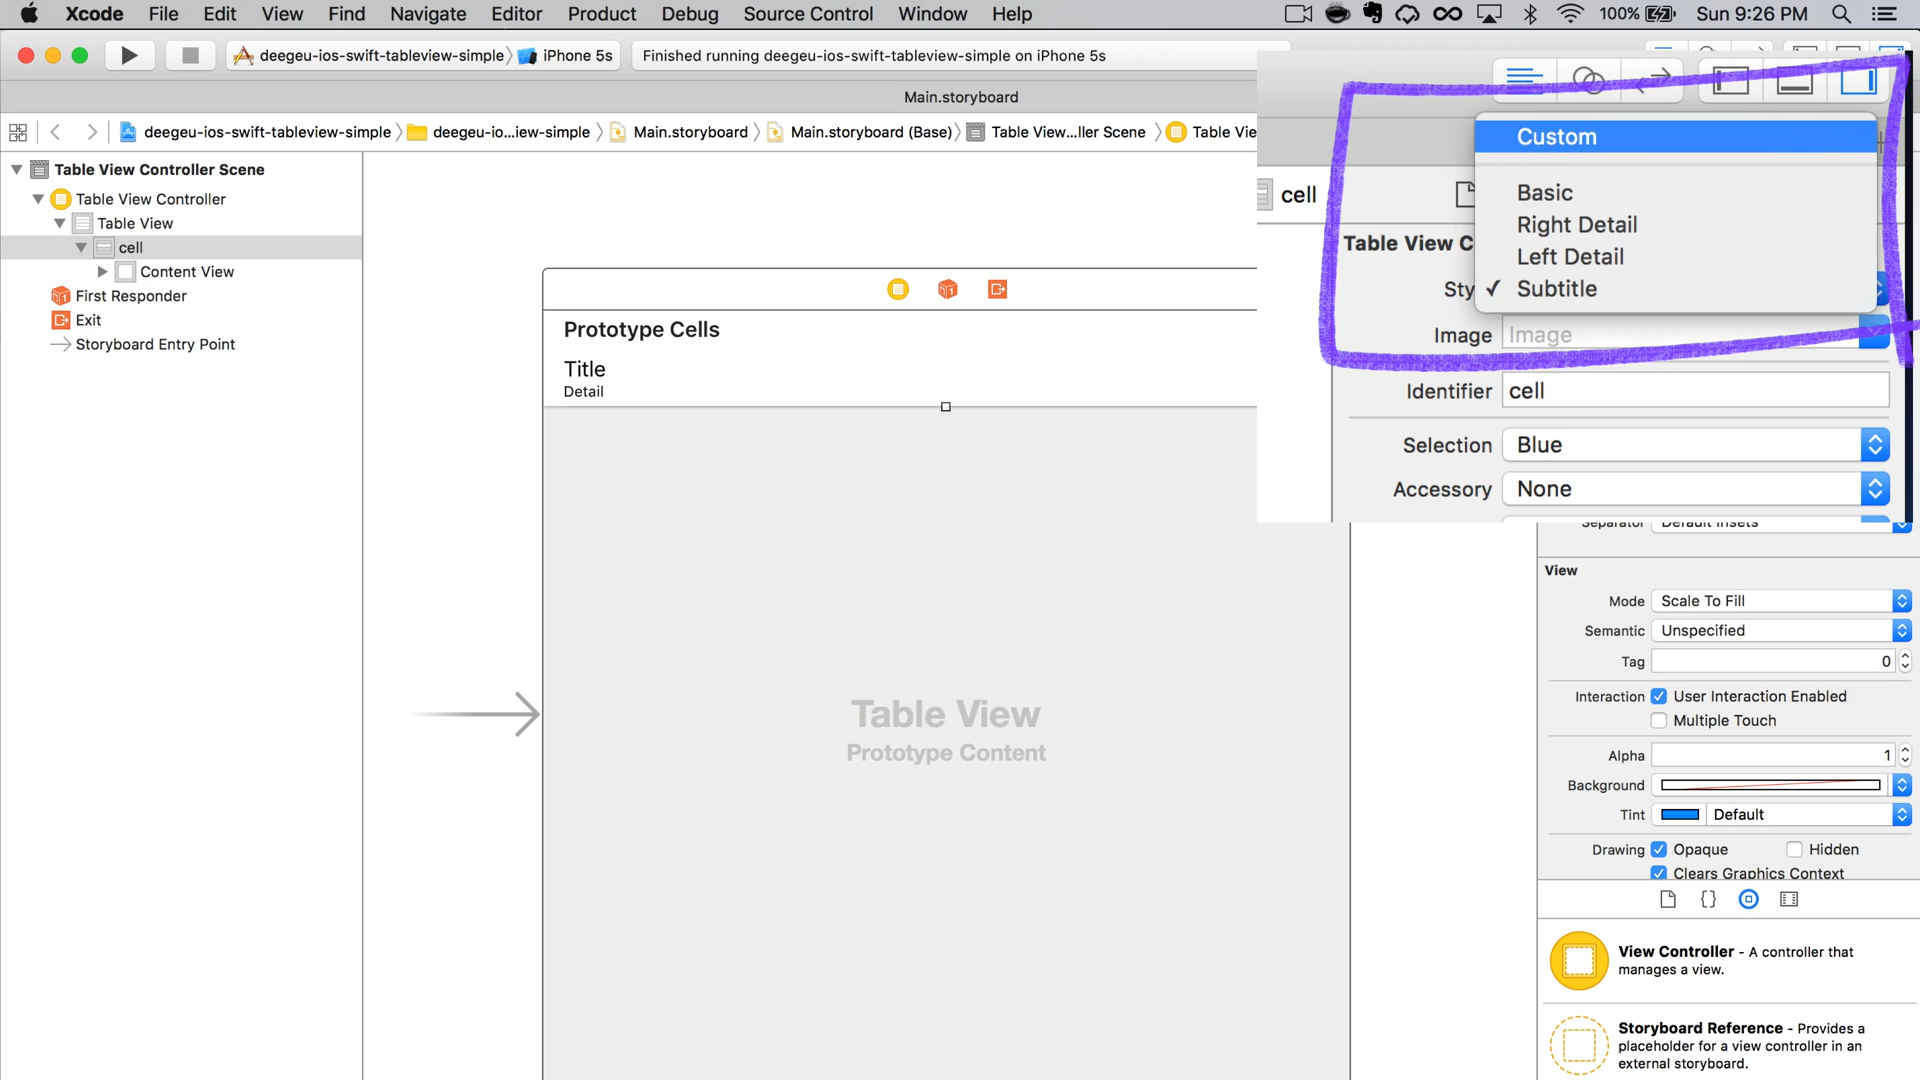 Xcode File Edit View Find Navigate Editor Product Debug Source Control Window Help 100% Sun 9:26 PM
deegeu-ios-swift-tableview-simple iPhone 5s Finished running deegeu-ios-swift-tableview-simple on iPhone 5s
Main.storyboard
deegeu-ios-swift-tableview-simple deegeu-io...iew-simple Main.storyboard Main.storyboard (Base) Table View...ller Scene Table Vie
Table View Controller Scene
Table View Controller
Table View
cell
Content View
First Responder
Exit
Storyboard Entry Point
Prototype Cells
Title
Detail
Table View
Prototype Content
Custom
Basic
Right Detail
Left Detail
Subtitle
cell
Table View C
Sty
Image Image
Identifier cell
Selection Blue
Accessory None
Separator Default Insets
View
Mode Scale To Fill
Semantic Unspecified
Tag 0
Interaction User Interaction Enabled
Multiple Touch
Alpha 1
Background
Tint Default
Drawing Opaque Hidden
Clears Graphics Context
View Controller - A controller that
manages a view.
Storyboard Reference - Provides a
placeholder for a view controller in an
external storyboard.